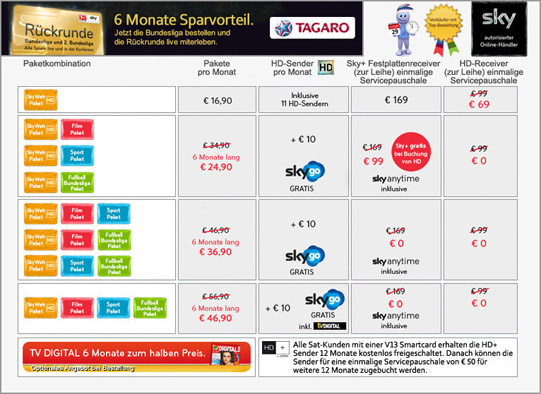 sky
Rückrunde
Bundesliga und 2. Bundesliga
Alle Spiele live und in der Konferenz
6 Monate Sparvorteil.
Jetzt die Bundesliga bestellen und
die Rückrunde live miterleben.
TAGARO
29
Verkäufer mit
Top-Bewertung
sky
autorisierter
Online-Händler
Paketkombination
Pakete
pro Monat
HD-Sender
pro Monat HD
Sky+ Festplattenreceiver
(zur Leihe) einmalige
Servicepauschale
HD-Receiver
(zur Leihe) einmalige
Servicepauschale
Sky Welt
Paket HD
€ 16,90
Inklusive
11 HD-Sendern
€ 169
€ 99
€ 69
Sky Welt Paket HD Film Paket
Sky Welt Paket HD Sport Paket
Sky Welt Paket HD Fußball Bundesliga Paket
€ 34,90
6 Monate lang
€ 24,90
+ € 10
sky go
GRATIS
€ 169
€ 99
Sky+ gratis
bei Buchung
von HD
sky anytime
inklusive
€ 99
€ 0
Sky Welt Paket HD Film Paket Sport Paket
Sky Welt Paket HD Film Paket Fußball Bundesliga Paket
Sky Welt Paket HD Sport Paket Fußball Bundesliga Paket
€ 46,90
6 Monate lang
€ 36,90
+ € 10
sky go
GRATIS
€ 169
€ 0
sky anytime
inklusive
€ 99
€ 0
Sky Welt Paket HD Film Paket Sport Paket Fußball Bundesliga Paket
€ 56,90
6 Monate lang
€ 46,90
+ € 10
sky go
GRATIS
inkl. TV DIGITAL
€ 169
€ 0
sky anytime
inklusive
€ 99
€ 0
TV DIGITAL 6 Monate zum halben Preis.
Optionales Angebot bei Bestellung
HD +
Alle Sat-Kunden mit einer V13 Smartcard erhalten die HD+
Sender 12 Monate kostenlos freigeschaltet. Danach können die
Sender für eine einmalige Servicepauschale von € 50 für
weitere 12 Monate zugebucht werden.